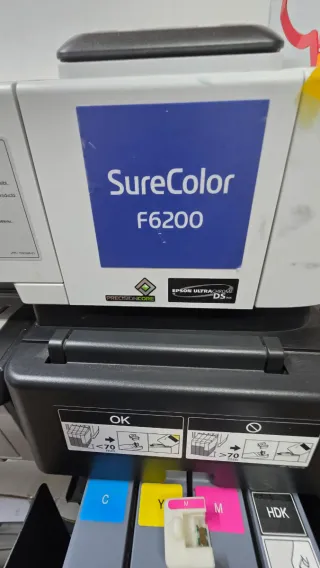 SureColor
F6200
PRECISIONCORE
EPSON ULTRACHROME
DS
OK
<70
>70
C
Y
M
M
HDK